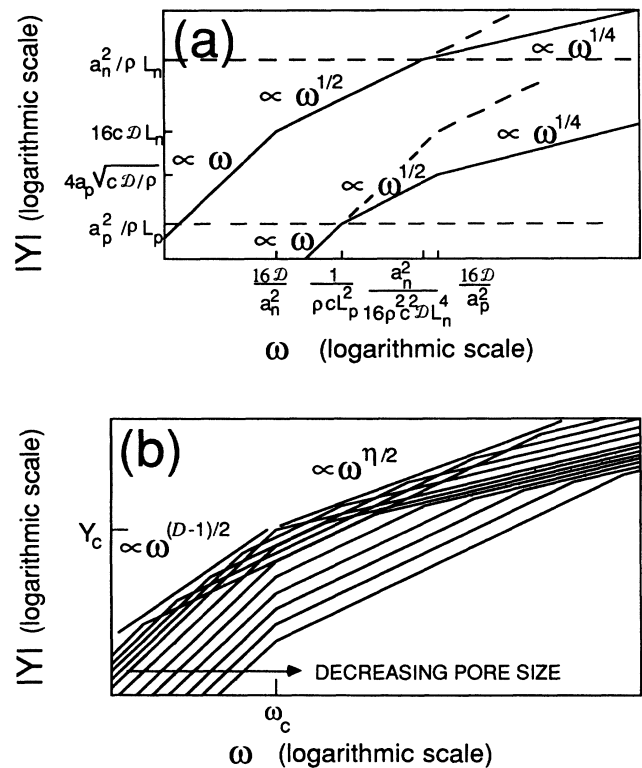 (a)
∝ ω^{1/4}
a_n^2/ρ L_n
∝ ω^{1/2}
16c𝒟L_n
∝ ω^{1/4}
∝ ω
4a_p√(c𝒟/ρ)
∝ ω^{1/2}
a_p^2/ρ L_p
∝ ω
|Y| (logarithmic scale)
16𝒟/a_n^2
1/ρcL_p^2
a_n^2/16ρ^2c^2𝒟L_n^4
16𝒟/a_p^2
ω (logarithmic scale)
(b)
∝ω^{η/2}
Y_c
∝ω^{(D-1)/2}
|Y| (logarithmic scale)
DECREASING PORE SIZE
ω_c
ω (logarithmic scale)